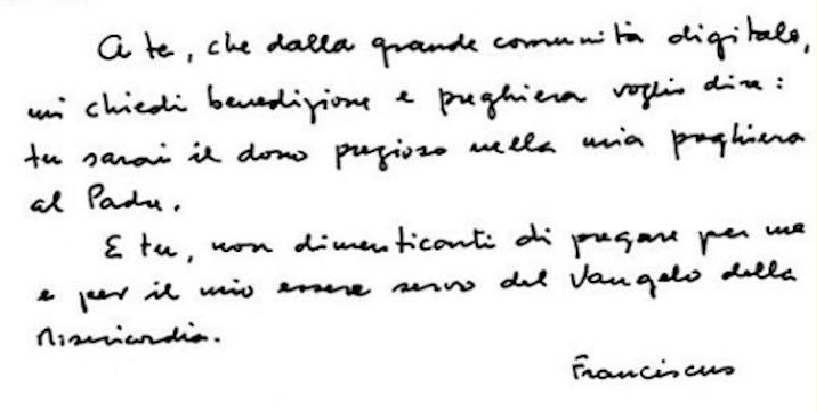 A te, che dalla grande comunità digitale,
mi chiedi benedizione e preghiera voglio dire:
tu sarai il dono prezioso nella mia preghiera
al Padre.
E tu, non dimenticarti di pregare per me
e per il mio essere servo del Vangelo della
Misericordia.
Franciscus